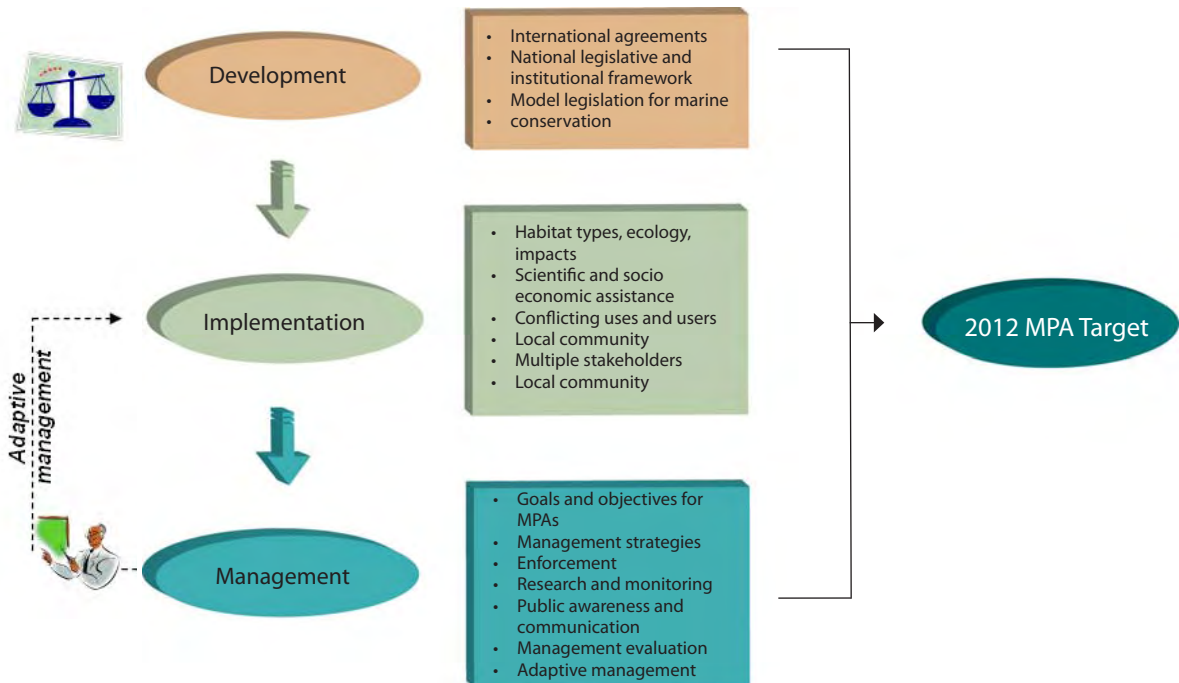 Development
• International agreements
• National legislative and
institutional framework
• Model legislation for marine
• conservation
Implementation
• Habitat types, ecology,
impacts
• Scientific and socio
economic assistance
• Conflicting uses and users
• Local community
• Multiple stakeholders
• Local community
2012 MPA Target
Adaptive
management
Management
• Goals and objectives for
MPAs
• Management strategies
• Enforcement
• Research and monitoring
• Public awareness and
communication
• Management evaluation
• Adaptive management